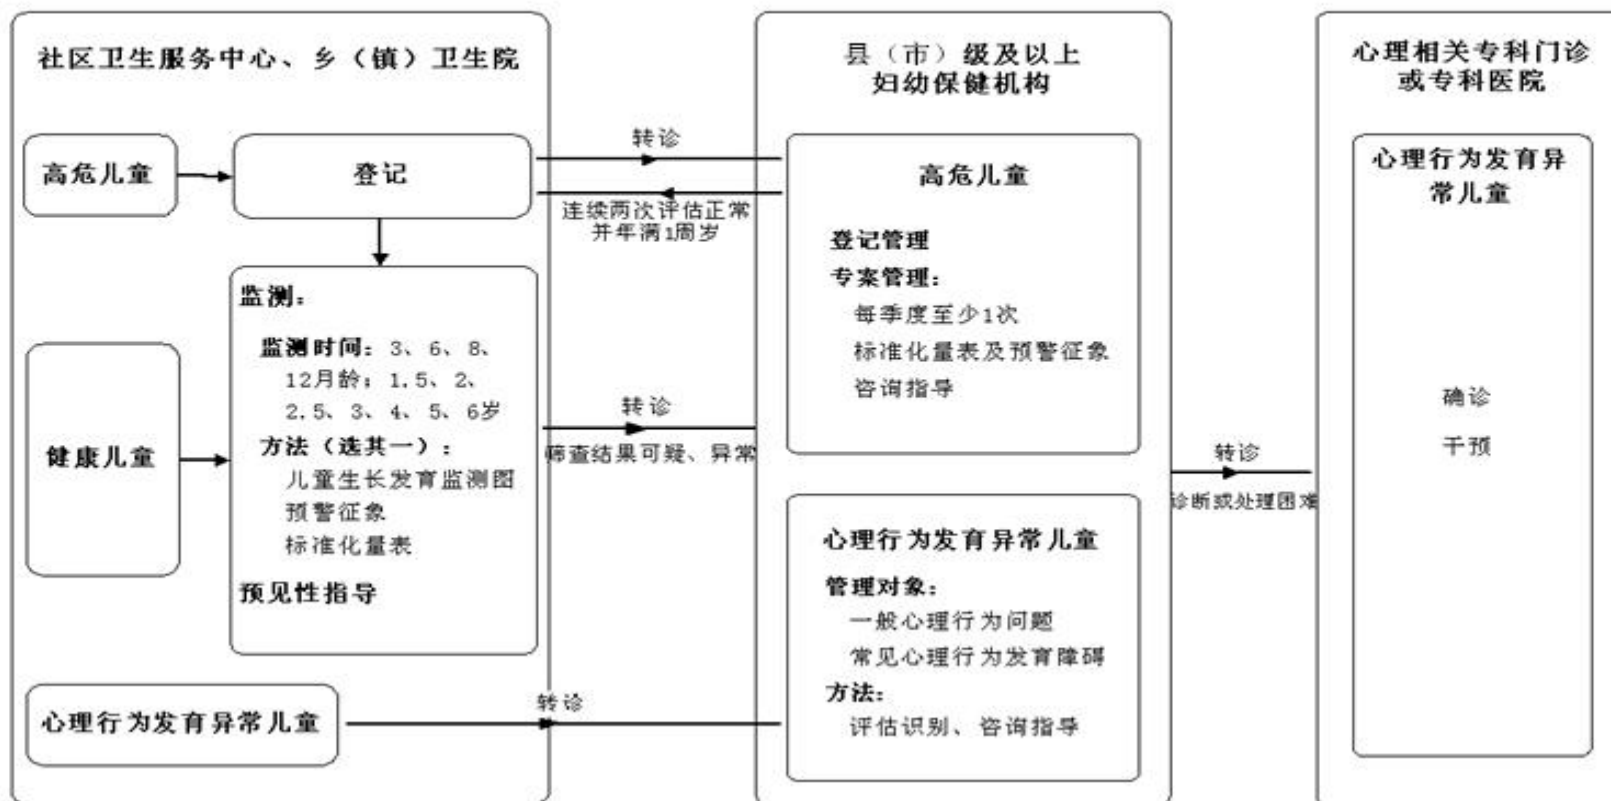 社区卫生服务中心、乡（镇）卫生院
高危儿童
登记
监测：
监测时间：3、6、8、
12月龄；1.5、2、
2.5、3、4、5、6岁
方法（选其一）：
儿童生长发育监测图
预警征象
标准化量表
预见性指导
健康儿童
心理行为发育异常儿童
转诊
连续两次评估正常
并年满1周岁
转诊
筛查结果可疑、异常
转诊
县（市）级及以上
妇幼保健机构
高危儿童
登记管理
专案管理：
每季度至少1次
标准化量表及预警征象
咨询指导
心理行为发育异常儿童
管理对象：
一般心理行为问题
常见心理行为发育障碍
方法：
评估识别、咨询指导
转诊
诊断或处理困难
心理相关专科门诊
或专科医院
心理行为发育异
常儿童
确诊
干预